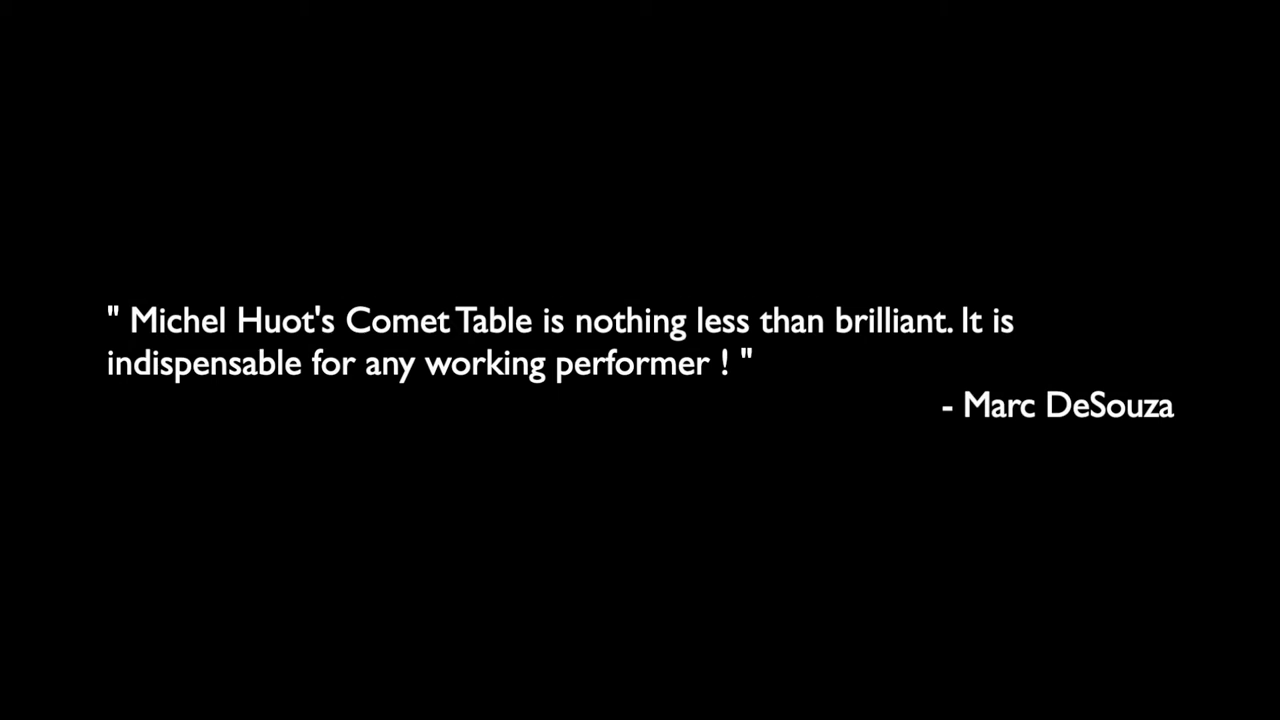 " Michel Huot's Comet Table is nothing less than brilliant. It is
indispensable for any working performer ! "
- Marc DeSouza